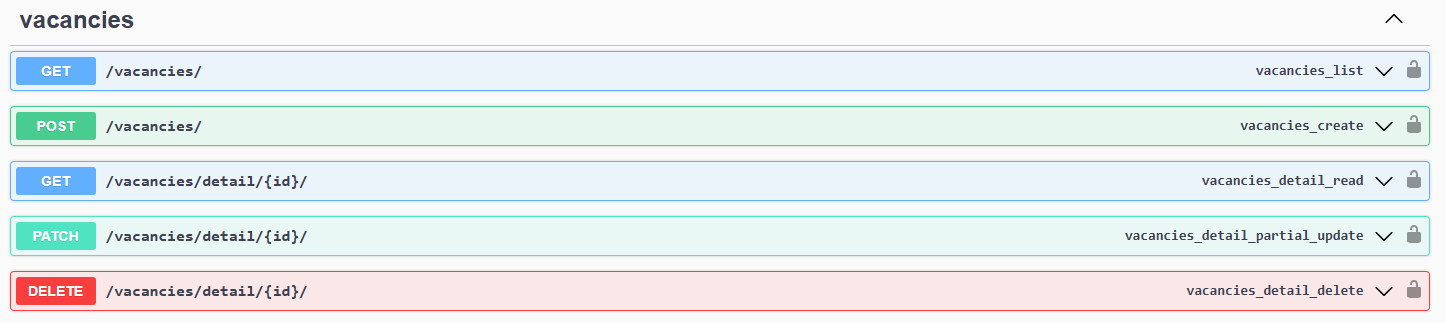 vacancies
GET /vacancies/ vacancies_list
POST /vacancies/ vacancies_create
GET /vacancies/detail/{id}/ vacancies_detail_read
PATCH /vacancies/detail/{id}/ vacancies_detail_partial_update
DELETE /vacancies/detail/{id}/ vacancies_detail_delete